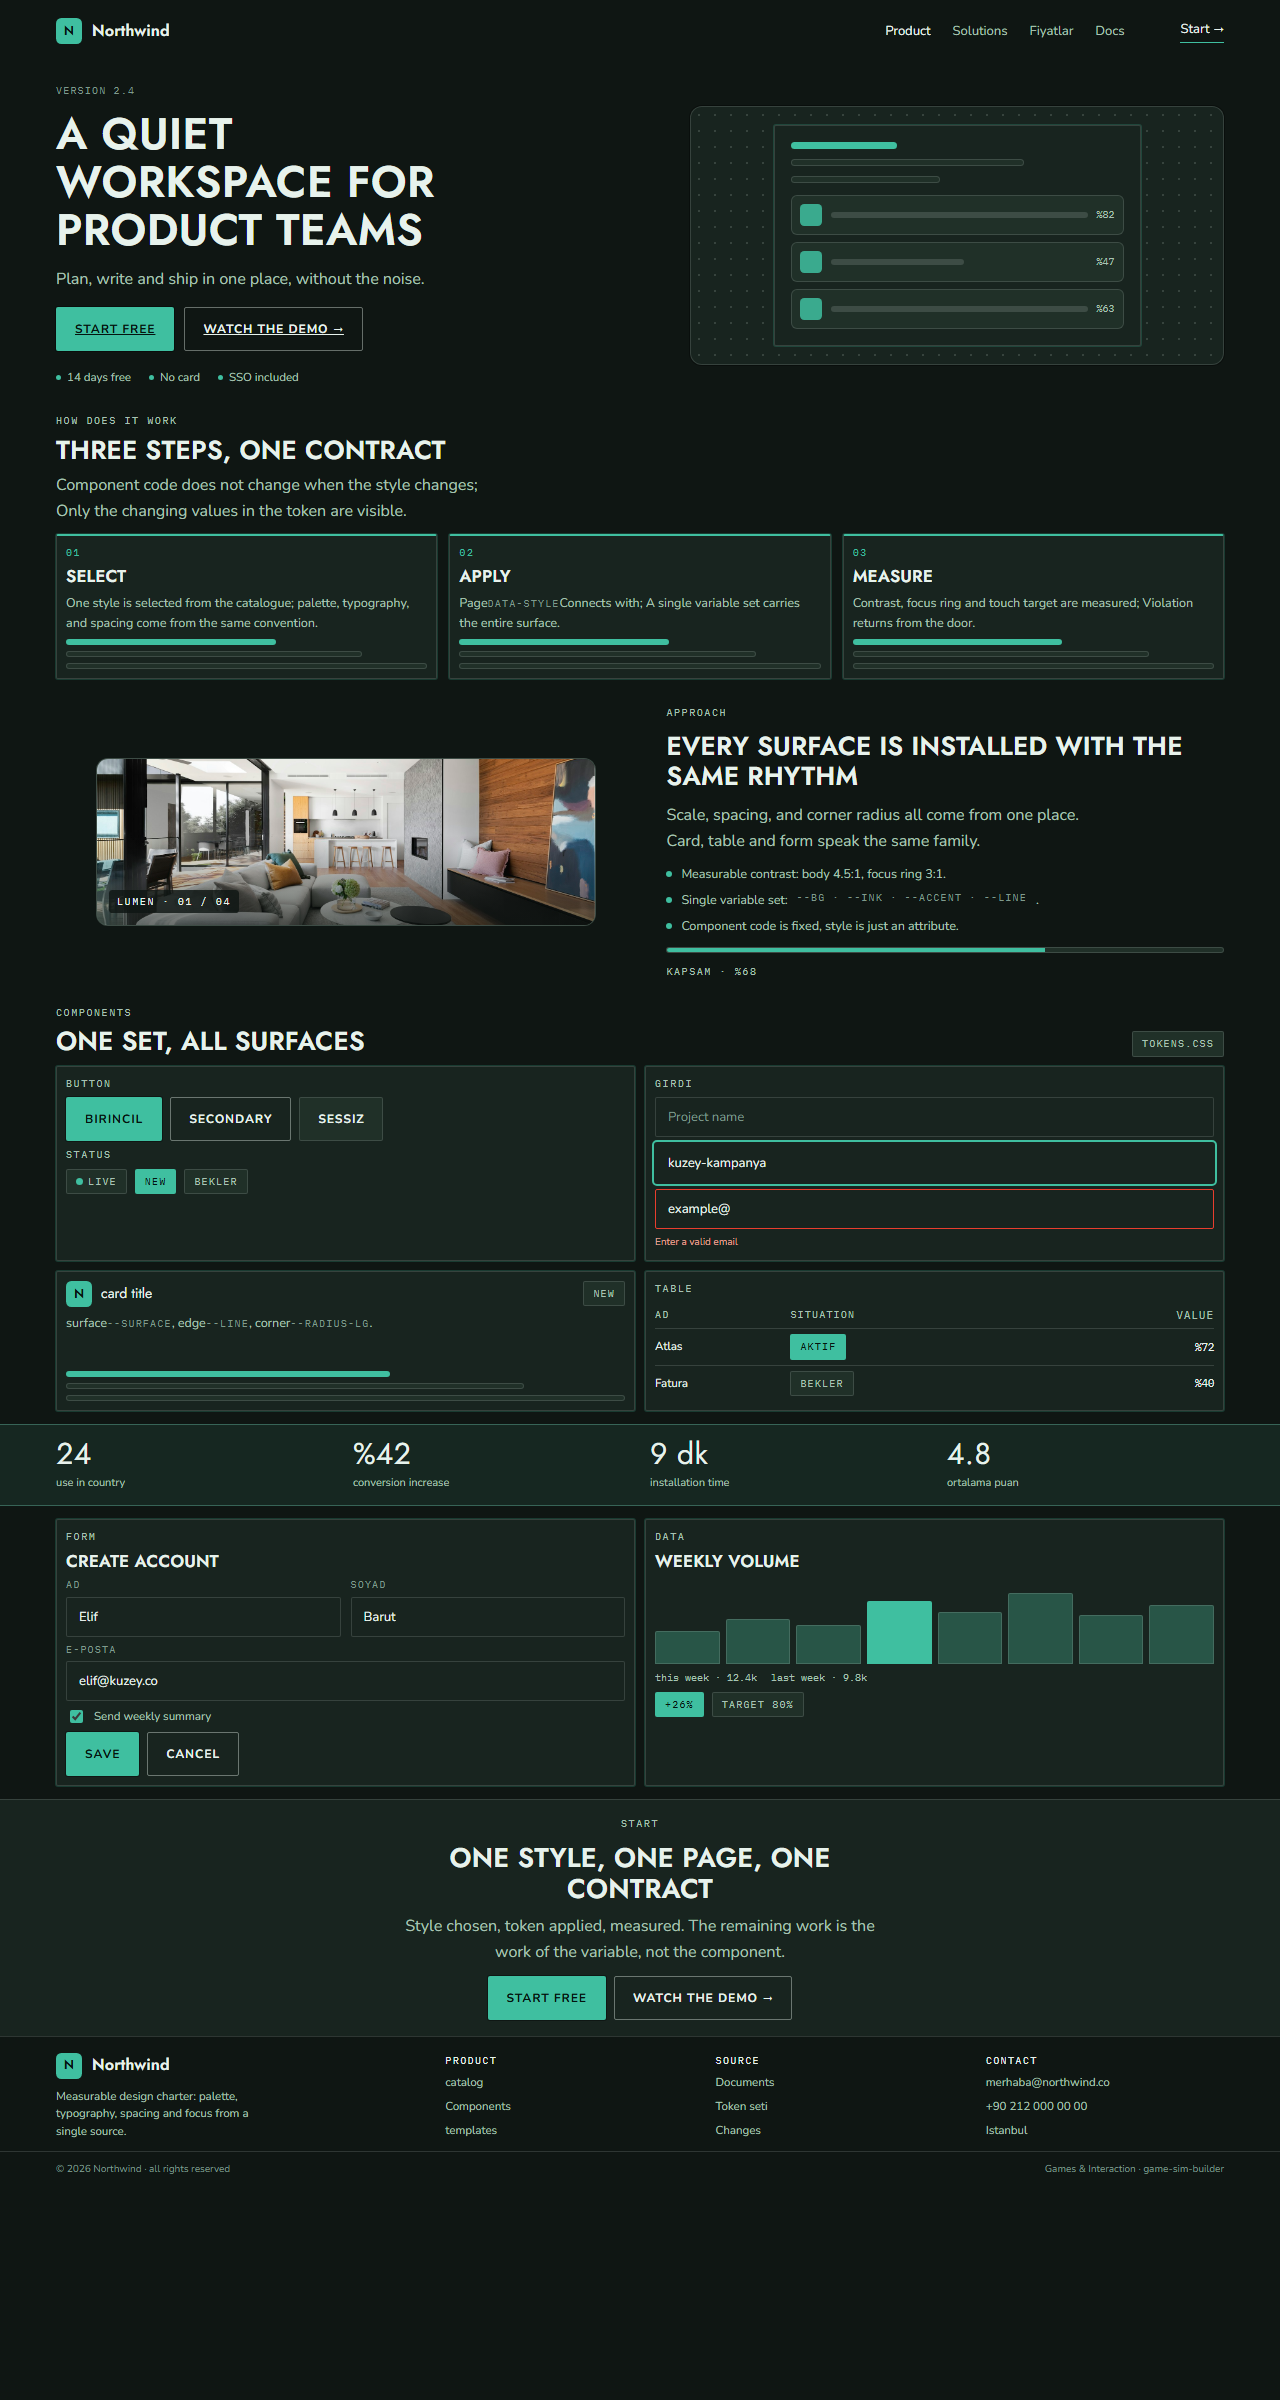 N Northwind
Product Solutions Fiyatlar Docs Start →
VERSION 2.4
A QUIET
WORKSPACE FOR
PRODUCT TEAMS
Plan, write and ship in one place, without the noise.
START FREE WATCH THE DEMO →
14 days free No card SSO included
%82
%47
%63
HOW DOES IT WORK
THREE STEPS, ONE CONTRACT
Component code does not change when the style changes;
Only the changing values in the token are visible.
01
SELECT
One style is selected from the catalogue; palette, typography,
and spacing come from the same convention.
02
APPLY
PageDATA-STYLEConnects with; A single variable set carries
the entire surface.
03
MEASURE
Contrast, focus ring and touch target are measured; Violation
returns from the door.
LUMEN · 01 / 04
APPROACH
EVERY SURFACE IS INSTALLED WITH THE
SAME RHYTHM
Scale, spacing, and corner radius all come from one place.
Card, table and form speak the same family.
Measurable contrast: body 4.5:1, focus ring 3:1.
Single variable set: --BG · --INK · --ACCENT · --LINE .
Component code is fixed, style is just an attribute.
KAPSAM · %68
COMPONENTS
ONE SET, ALL SURFACES
TOKENS.CSS
BUTTON
BIRINCIL SECONDARY SESSIZ
STATUS
LIVE NEW BEKLER
GIRDI
Project name
kuzey-kampanya
example@
Enter a valid email
N card title NEW
surface--SURFACE, edge--LINE, corner--RADIUS-LG.
TABLE
AD SITUATION VALUE
Atlas AKTIF %72
Fatura BEKLER %40
24
use in country
%42
conversion increase
9 dk
installation time
4.8
ortalama puan
FORM
CREATE ACCOUNT
AD SOYAD
Elif Barut
E-POSTA
elif@kuzey.co
Send weekly summary
SAVE CANCEL
DATA
WEEKLY VOLUME
this week · 12.4k last week · 9.8k
+26% TARGET 80%
START
ONE STYLE, ONE PAGE, ONE
CONTRACT
Style chosen, token applied, measured. The remaining work is the
work of the variable, not the component.
START FREE WATCH THE DEMO →
N Northwind
Measurable design charter: palette,
typography, spacing and focus from a
single source.
PRODUCT
catalog
Components
templates
SOURCE
Documents
Token seti
Changes
CONTACT
merhaba@northwind.co
+90 212 000 00 00
Istanbul
© 2026 Northwind · all rights reserved
Games & Interaction · game-sim-builder